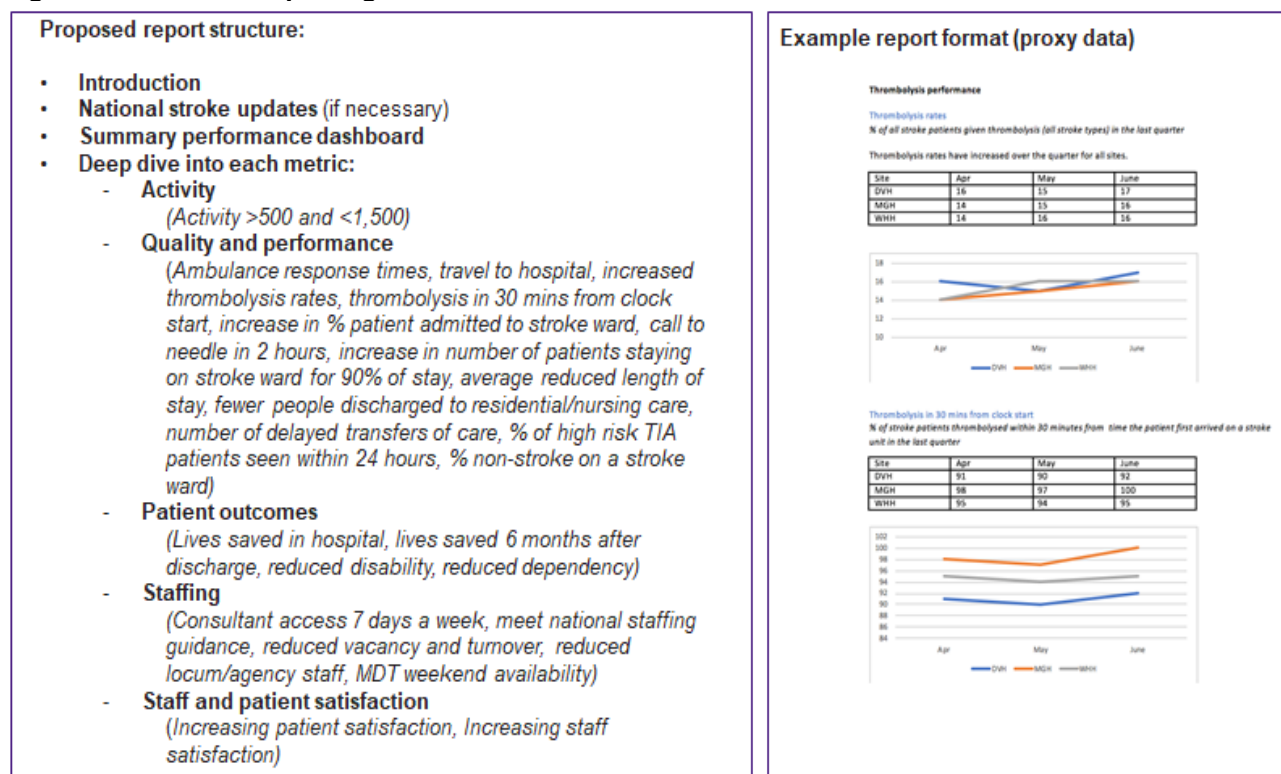 Proposed report structure:
• Introduction
• National stroke updates (if necessary)
• Summary performance dashboard
• Deep dive into each metric:
- Activity
(Activity >500 and <1,500)
- Quality and performance
(Ambulance response times, travel to hospital, increased
thrombolysis rates, thrombolysis in 30 mins from clock
start, increase in % patient admitted to stroke ward, call to
needle in 2 hours, increase in number of patients staying
on stroke ward for 90% of stay, average reduced length of
stay, fewer people discharged to residential/nursing care,
number of delayed transfers of care, % of high risk TIA
patients seen within 24 hours, % non-stroke on a stroke
ward)
- Patient outcomes
(Lives saved in hospital, lives saved 6 months after
discharge, reduced disability, reduced dependency)
- Staffing
(Consultant access 7 days a week, meet national staffing
guidance, reduced vacancy and turnover, reduced
locum/agency staff, MDT weekend availability)
- Staff and patient satisfaction
(Increasing patient satisfaction, Increasing staff
satisfaction)
Example report format (proxy data)
Thrombolysis performance
Thrombolysis rates
% of all stroke patients given thrombolysis (all stroke types) in the last quarter
Thrombolysis rates have increased over the quarter for all sites.
Site Apr May June
DVH 16 15 17
MGH 14 15 16
WHH 14 16 16
18
16
14
12
10
Apr May June
DVH MGH WHH
Thrombolysis in 30 mins from clock start
% of stroke patients thrombolysed within 30 minutes from time the patient first arrived on a stroke
unit in the last quarter
Site Apr May June
DVH 91 90 92
MGH 98 97 100
WHH 95 94 95
102
100
98
96
94
92
90
88
86
84
Apr May June
DVH MGH WHH